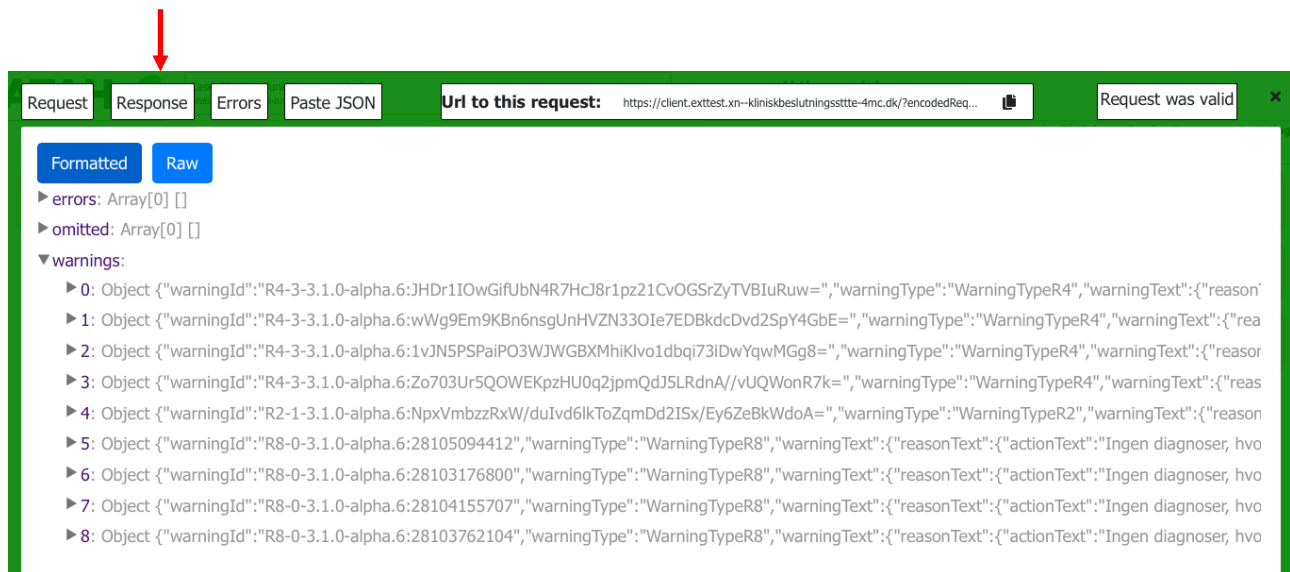 Request Response Errors Paste JSON Url to this request: https://client.exttest.xn--kliniskbeslutningssttte-4mc.dk/?encodedReq... Request was valid ×
Formatted Raw
errors: Array[0] []
omitted: Array[0] []
warnings:
0: Object {"warningId":"R4-3-3.1.0-alpha.6:JHDr1IOwGifUbN4R7HcJ8r1pz21CvOGSrZyTVBIuRuw=","warningType":"WarningTypeR4","warningText":{"reason
1: Object {"warningId":"R4-3-3.1.0-alpha.6:wWg9Em9KBn6nsgUnHVZN33OIe7EDBkdcDvd2SpY4GbE=","warningType":"WarningTypeR4","warningText":{"rea
2: Object {"warningId":"R4-3-3.1.0-alpha.6:1vJN5PSPaiPO3WJWGBXMhiKlvo1dbqi73iDwYqwMGg8=","warningType":"WarningTypeR4","warningText":{"reason
3: Object {"warningId":"R4-3-3.1.0-alpha.6:Zo703Ur5QOWEKpzHU0q2jpmQdJ5LRdnA//vUQWonR7k=","warningType":"WarningTypeR4","warningText":{"reas
4: Object {"warningId":"R2-1-3.1.0-alpha.6:NpxVmbzzRxW/duIvd6lkToZqmDd2ISx/Ey6ZeBkWdoA=","warningType":"WarningTypeR2","warningText":{"reason
5: Object {"warningId":"R8-0-3.1.0-alpha.6:28105094412","warningType":"WarningTypeR8","warningText":{"reasonText":{"actionText":"Ingen diagnoser, hvo
6: Object {"warningId":"R8-0-3.1.0-alpha.6:28103176800","warningType":"WarningTypeR8","warningText":{"reasonText":{"actionText":"Ingen diagnoser, hvo
7: Object {"warningId":"R8-0-3.1.0-alpha.6:28104155707","warningType":"WarningTypeR8","warningText":{"reasonText":{"actionText":"Ingen diagnoser, hvo
8: Object {"warningId":"R8-0-3.1.0-alpha.6:28103762104","warningType":"WarningTypeR8","warningText":{"reasonText":{"actionText":"Ingen diagnoser, hvo